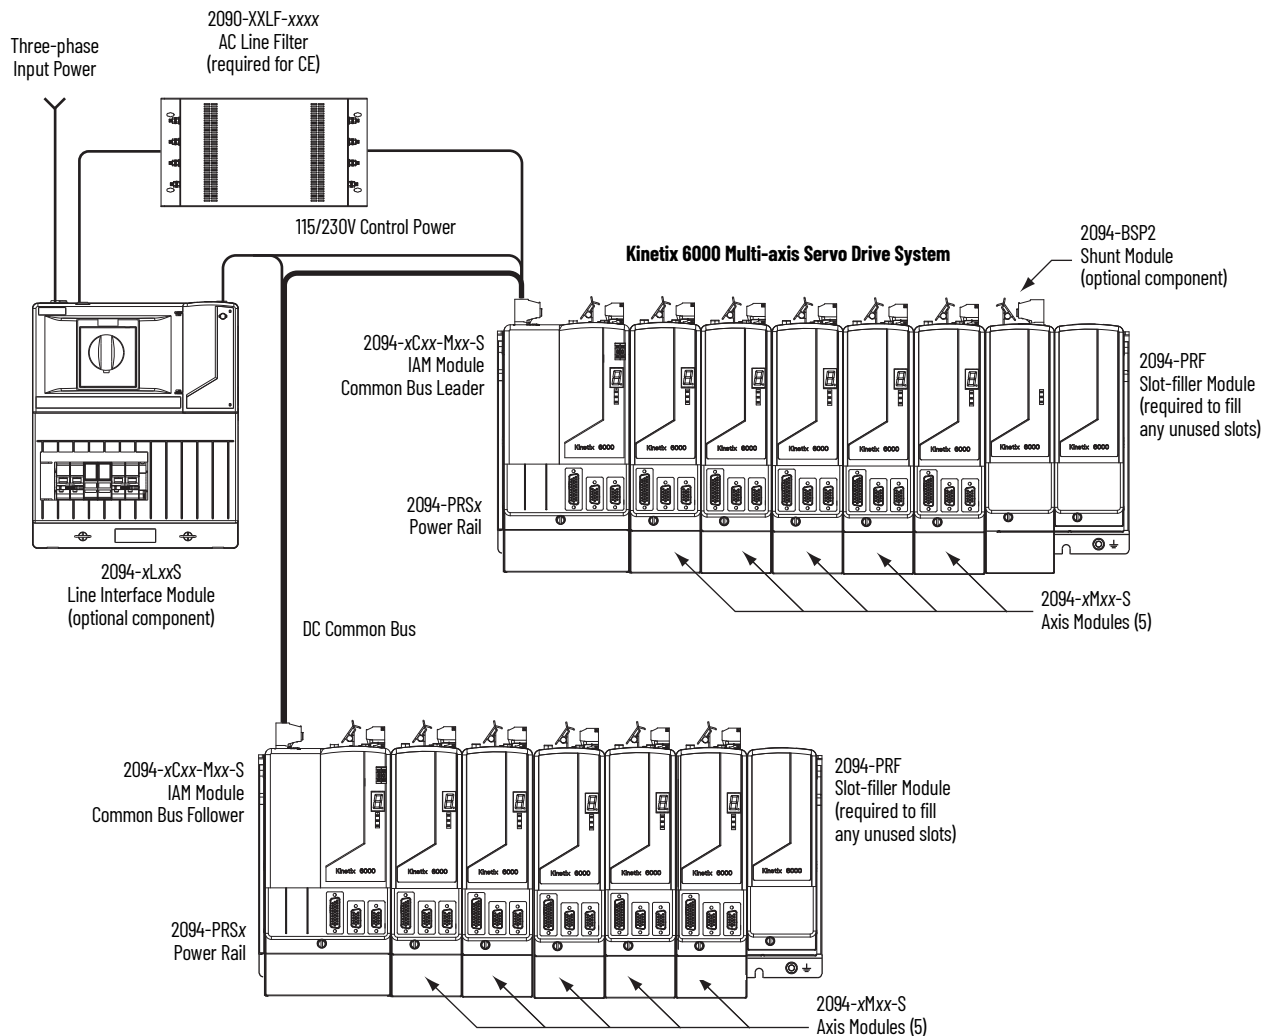 2090-XXLF-xxxx
AC Line Filter
(required for CE)
Three-phase
Input Power
115/230V Control Power
Kinetix 6000 Multi-axis Servo Drive System
2094-BSP2
Shunt Module
(optional component)
2094-xCxx-Mxx-S
IAM Module
Common Bus Leader
2094-PRF
Slot-filler Module
(required to fill
any unused slots)
Kinetix 6000
Kinetix 6000
Kinetix 6000
Kinetix 6000
Kinetix 6000
Kinetix 6000
Kinetix 6000
Kinetix 6000
2094-PRSx
Power Rail
2094-xLxxS
Line Interface Module
(optional component)
2094-xMxx-S
Axis Modules (5)
DC Common Bus
2094-xCxx-Mxx-S
IAM Module
Common Bus Follower
2094-PRF
Slot-filler Module
(required to fill
any unused slots)
Kinetix 6000
Kinetix 6000
Kinetix 6000
Kinetix 6000
Kinetix 6000
Kinetix 6000
Kinetix 6000
2094-PRSx
Power Rail
2094-xMxx-S
Axis Modules (5)